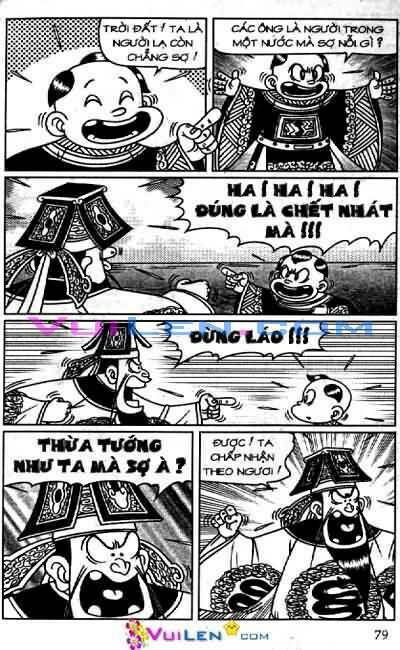 TRỜI ĐẤT! TA LÀ
NGƯỜI LẠ CÒN
CHẲNG SỢ!
CÁC ÔNG LÀ NGƯỜI TRONG
MỘT NƯỚC MÀ SỢ NỖI GÌ?
HA! HA! HA!
ĐÚNG LÀ CHẾT NHÁT
MÀ!!!
VUILEN.COM
ĐỪNG LÁO!!!
THỪA TƯỚNG
NHƯ TA MÀ SỢ À?
ĐƯỢC! TA
CHẤP NHẬN
THEO NGƯƠI!
79
VUILEN.COM